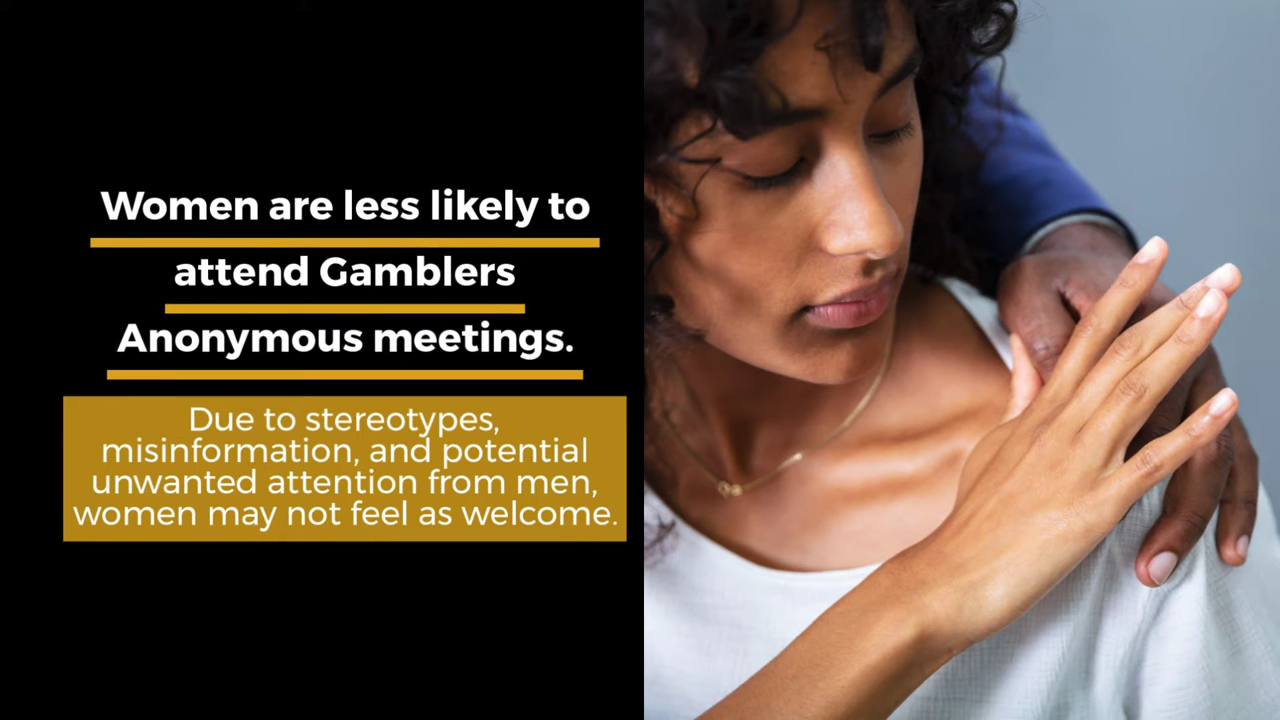 Women are less likely to
attend Gamblers
Anonymous meetings.
Due to stereotypes,
misinformation, and potential
unwanted attention from men,
women may not feel as welcome.